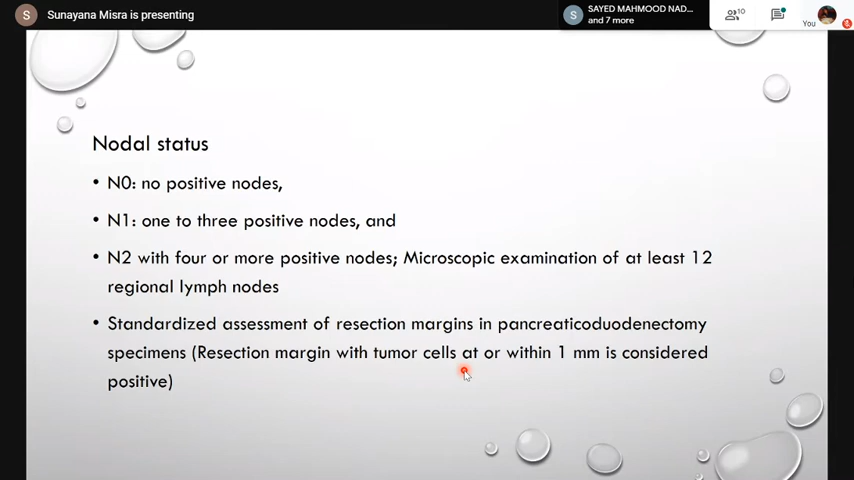 S Sunayana Misra is presenting
S SAYED MAHMOOD NAD...
and 7 more
10
You
Nodal status
• N0: no positive nodes,
• N1: one to three positive nodes, and
• N2 with four or more positive nodes; Microscopic examination of at least 12
regional lymph nodes
• Standardized assessment of resection margins in pancreaticoduodenectomy
specimens (Resection margin with tumor cells at or within 1 mm is considered
positive)